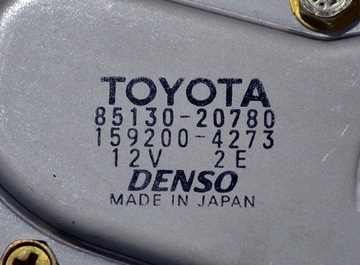 TOYOTA
85130-20780
159200-4273
12V 2E
DENSO
MADE IN JAPAN